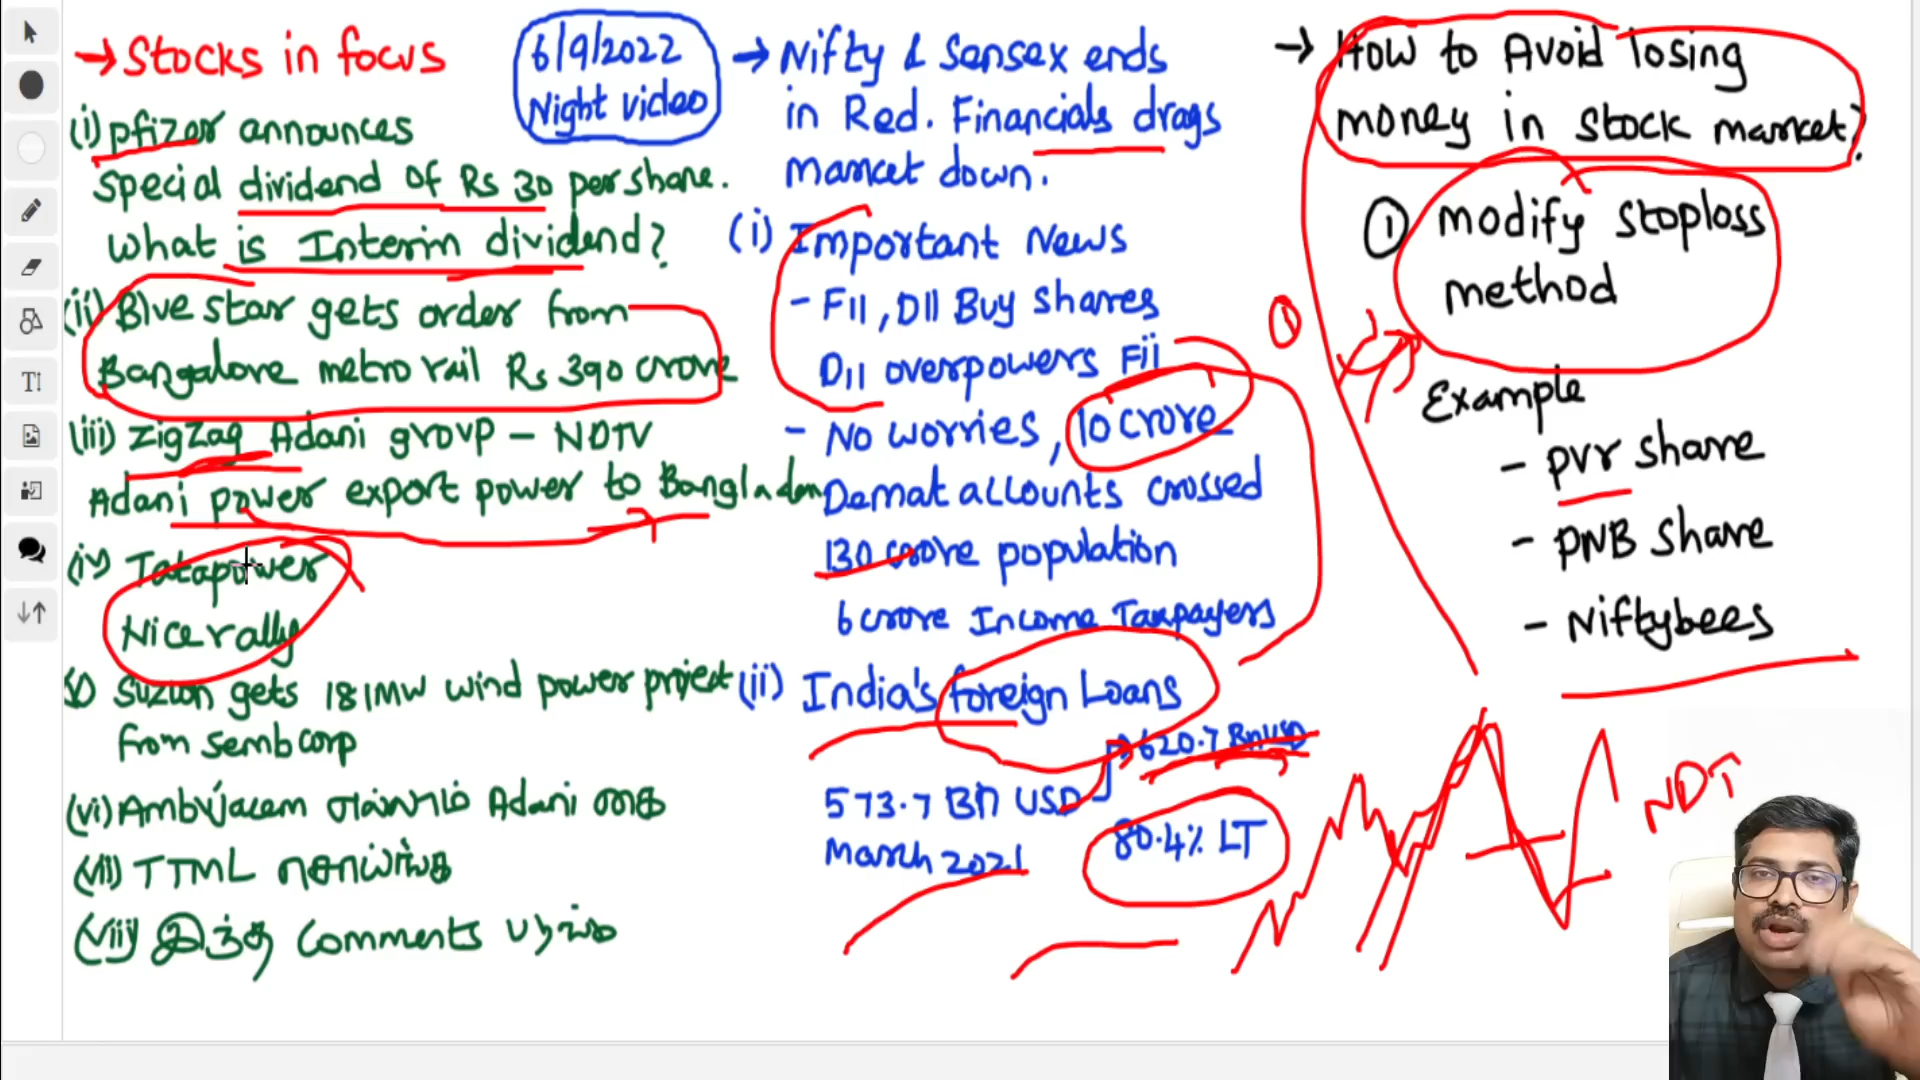 → Stocks in focus
(i) Pfizer announces
Special dividend of Rs 30 per share.
What is Interim dividend?
(ii) Blue star gets order from
Bangalore metro rail Rs 390 crore
(iii) Zigzag Adani group - NDTV
Adani power export power to Bangladen
(iv) Tatapower
Nice rally
(v) Suzlon gets 181MW wind power project
from Sembcorp
(vi) Ambujacem Adani கை
(vii) TTML
(viii) இந்த Comments
6/9/2022
Night video
→ Nifty & Sensex ends
in Red. Financials drags
market down.
(i) Important News
- FII, DII Buy shares
DII overpowers Fii
- No worries, 10 crore
Demat accounts crossed
130 crore population
6 crore Income Taxpayers
(ii) India's foreign Loans
→ 620.7 BnUSD
573.7 Bn USD
March 2021
80.4% LT
→ How to Avoid losing
money in stock market?
① modify stoploss
method
①
Example
- pvr share
- PNB share
- Niftybees
NDT